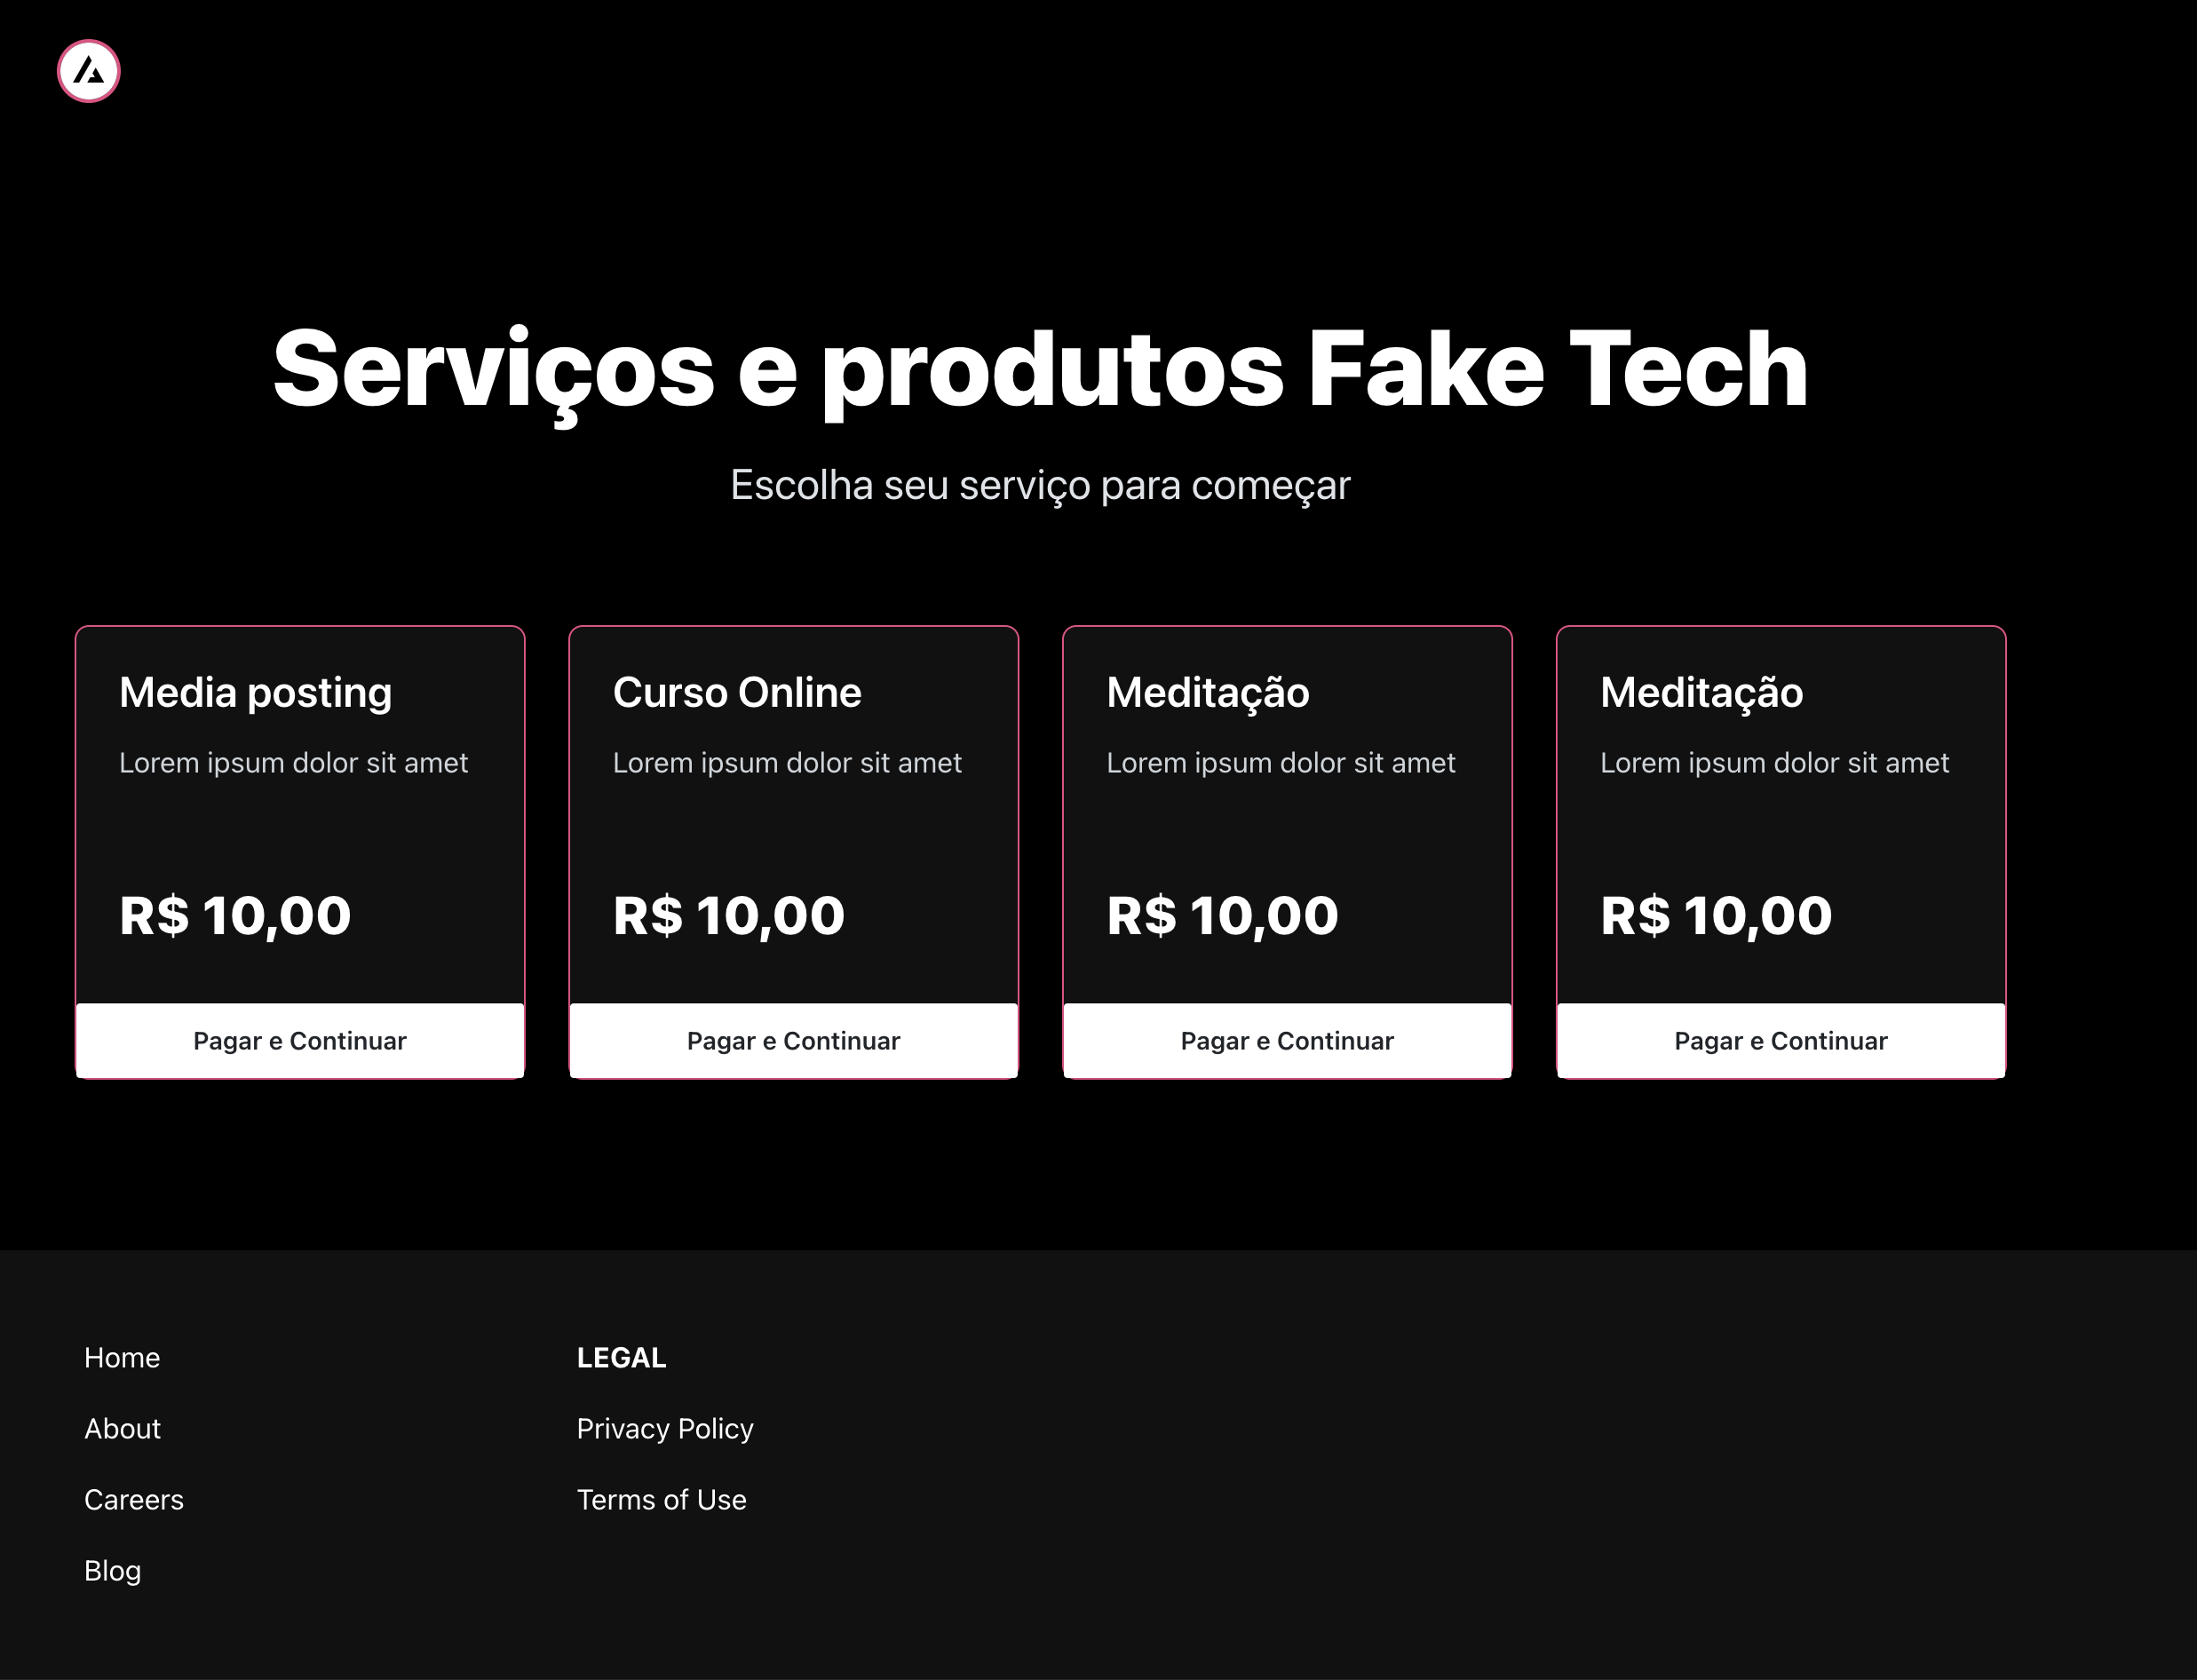 Serviços e produtos Fake Tech
Escolha seu serviço para começar
Media posting
Lorem ipsum dolor sit amet
R$ 10,00
Pagar e Continuar
Curso Online
Lorem ipsum dolor sit amet
R$ 10,00
Pagar e Continuar
Meditação
Lorem ipsum dolor sit amet
R$ 10,00
Pagar e Continuar
Meditação
Lorem ipsum dolor sit amet
R$ 10,00
Pagar e Continuar
Home
About
Careers
Blog
LEGAL
Privacy Policy
Terms of Use